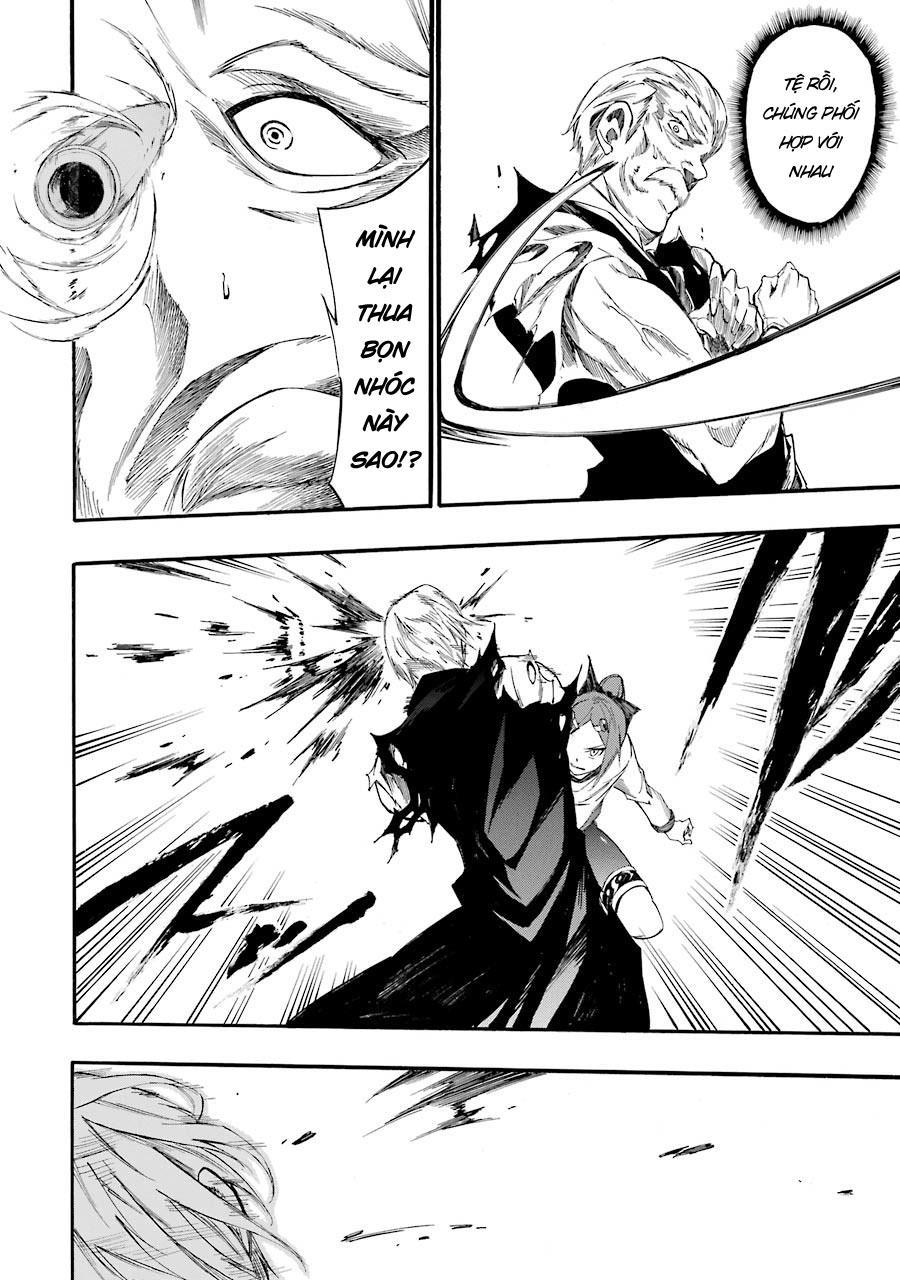 TỆ RỒI,
CHÚNG PHỐI
HỢP VỚI
NHAU
MÌNH
LẠI
THUA
BỌN
NHÓC
NÀY
SAO!?